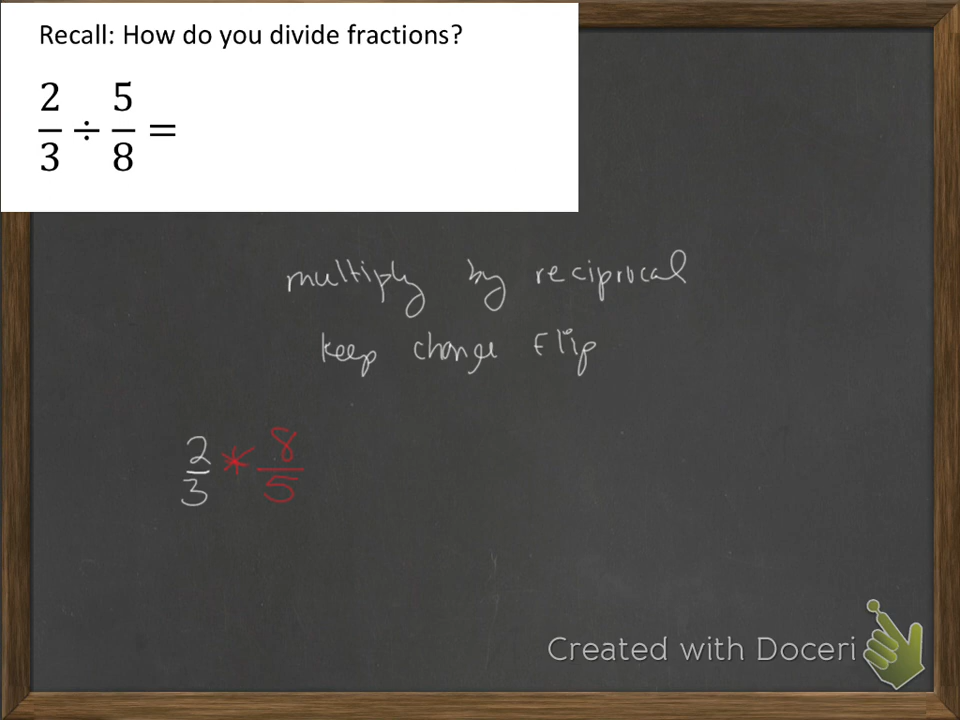 Recall: How do you divide fractions?
2/3 ÷ 5/8 =
multiply by reciprocal
keep change flip
2/3 * 8/5
Created with Doceri